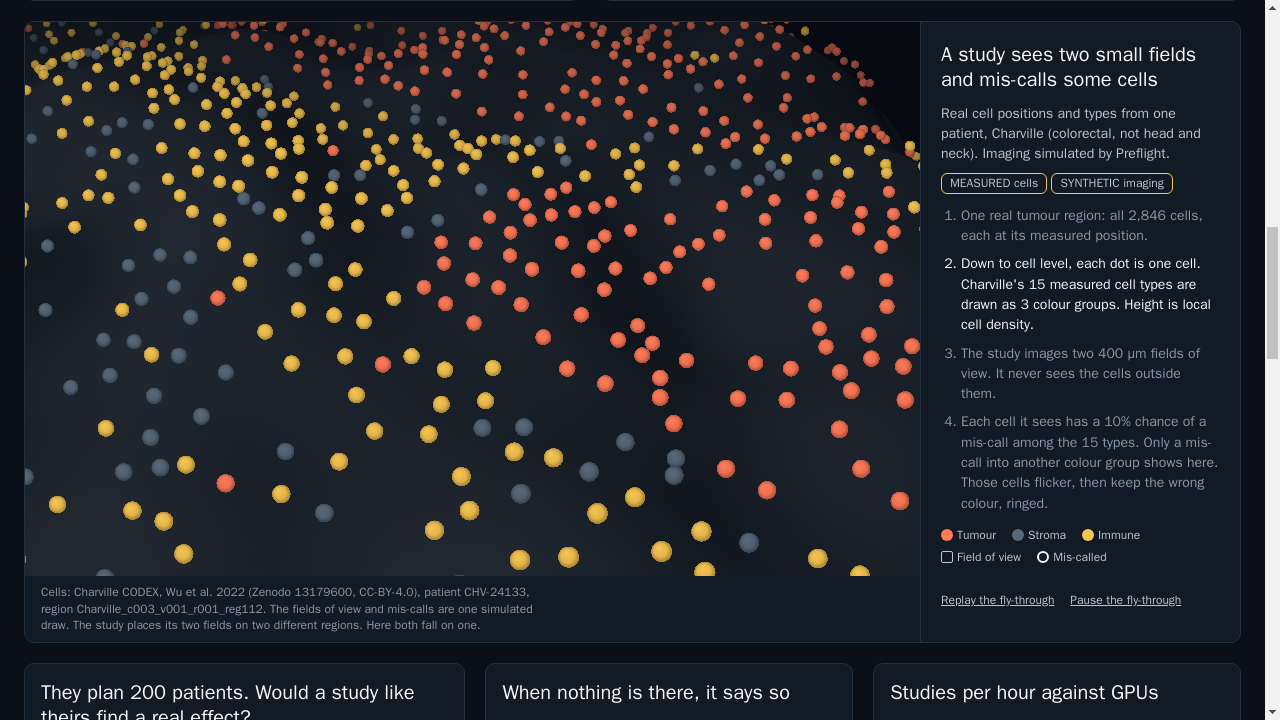 A study sees two small fields
and mis-calls some cells
Real cell positions and types from one
patient, Charville (colorectal, not head and
neck). Imaging simulated by Preflight.
MEASURED cells SYNTHETIC imaging
1. One real tumour region: all 2,846 cells,
each at its measured position.
2. Down to cell level, each dot is one cell.
Charville's 15 measured cell types are
drawn as 3 colour groups. Height is local
cell density.
3. The study images two 400 µm fields of
view. It never sees the cells outside
them.
4. Each cell it sees has a 10% chance of a
mis-call among the 15 types. Only a mis-
call into another colour group shows here.
Those cells flicker, then keep the wrong
colour, ringed.
Tumour Stroma Immune
Field of view Mis-called
Replay the fly-through Pause the fly-through
Cells: Charville CODEX, Wu et al. 2022 (Zenodo 13179600, CC-BY-4.0), patient CHV-24133,
region Charville_c003_v001_r001_reg112. The fields of view and mis-calls are one simulated
draw. The study places its two fields on two different regions. Here both fall on one.
They plan 200 patients. Would a study like
theirs find a real effect?
When nothing is there, it says so
Studies per hour against GPUs